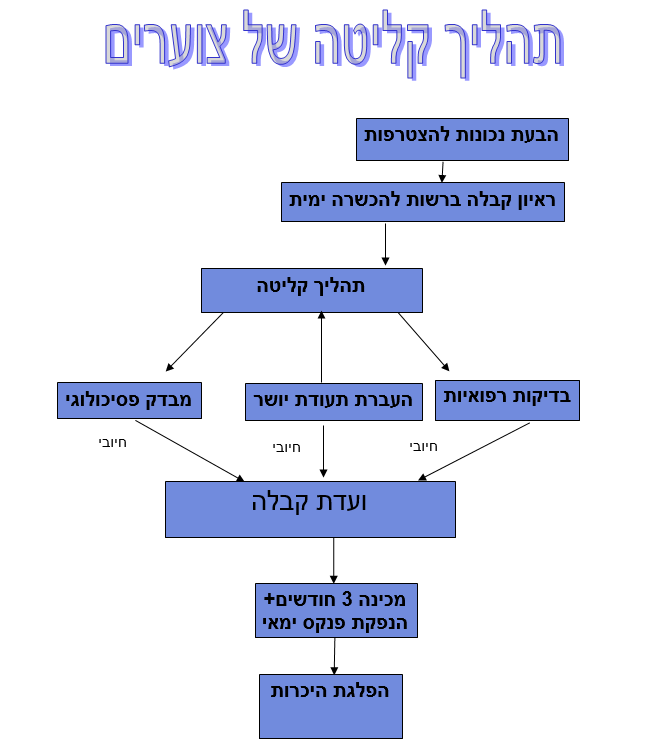 תהליך קליטה של צוערים
הבעת נכונות להצטרפות
ראיון קבלה ברשות להכשרה ימית
תהליך קליטה
בדיקות רפואיות
העברת תעודת יושר
מבדק פסיכולוגי
חיובי
חיובי
חיובי
ועדת קבלה
מכינה 3 חודשים+
הנפקת פנקס ימאי
הפלגת היכרות